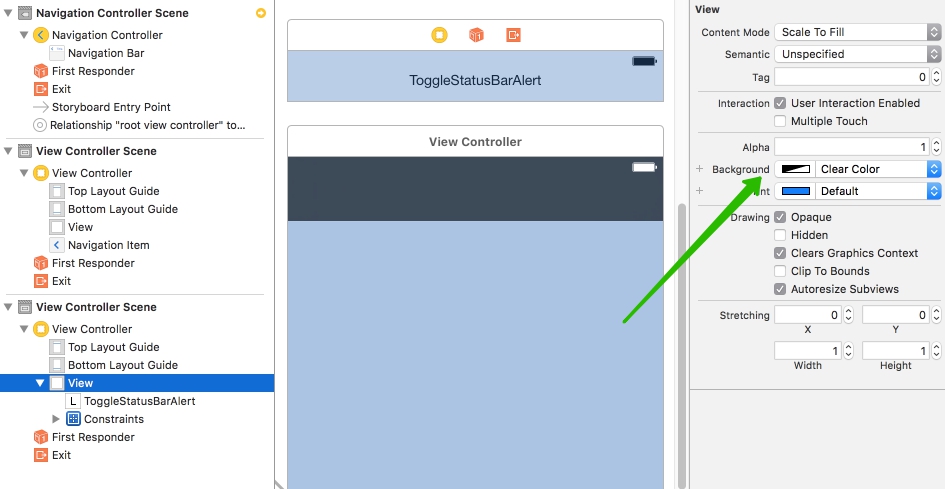 Navigation Controller Scene
Navigation Controller
Navigation Bar
First Responder
Exit
Storyboard Entry Point
Relationship "root view controller" to...
View Controller Scene
View Controller
Top Layout Guide
Bottom Layout Guide
View
Navigation Item
First Responder
Exit
View Controller Scene
View Controller
Top Layout Guide
Bottom Layout Guide
View
L ToggleStatusBarAlert
Constraints
First Responder
Exit
ToggleStatusBarAlert
View Controller
View
Content Mode Scale To Fill
Semantic Unspecified
Tag 0
Interaction User Interaction Enabled
Multiple Touch
Alpha 1
Background Clear Color
Default
Drawing Opaque
Hidden
Clears Graphics Context
Clip To Bounds
Autoresize Subviews
Stretching 0 0
X Y
1 1
Width Height